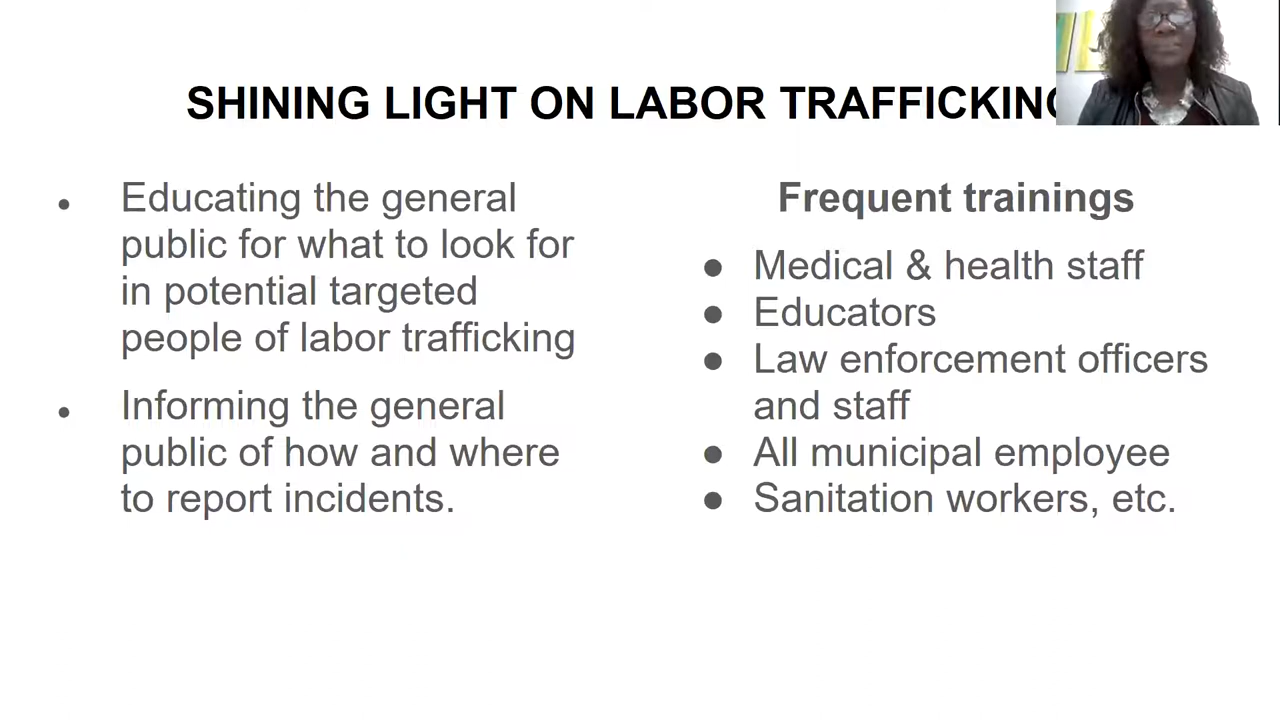 SHINING LIGHT ON LABOR TRAFFICKING
Educating the general
public for what to look for
in potential targeted
people of labor trafficking
Informing the general
public of how and where
to report incidents.
Frequent trainings
Medical & health staff
Educators
Law enforcement officers
and staff
All municipal employee
Sanitation workers, etc.